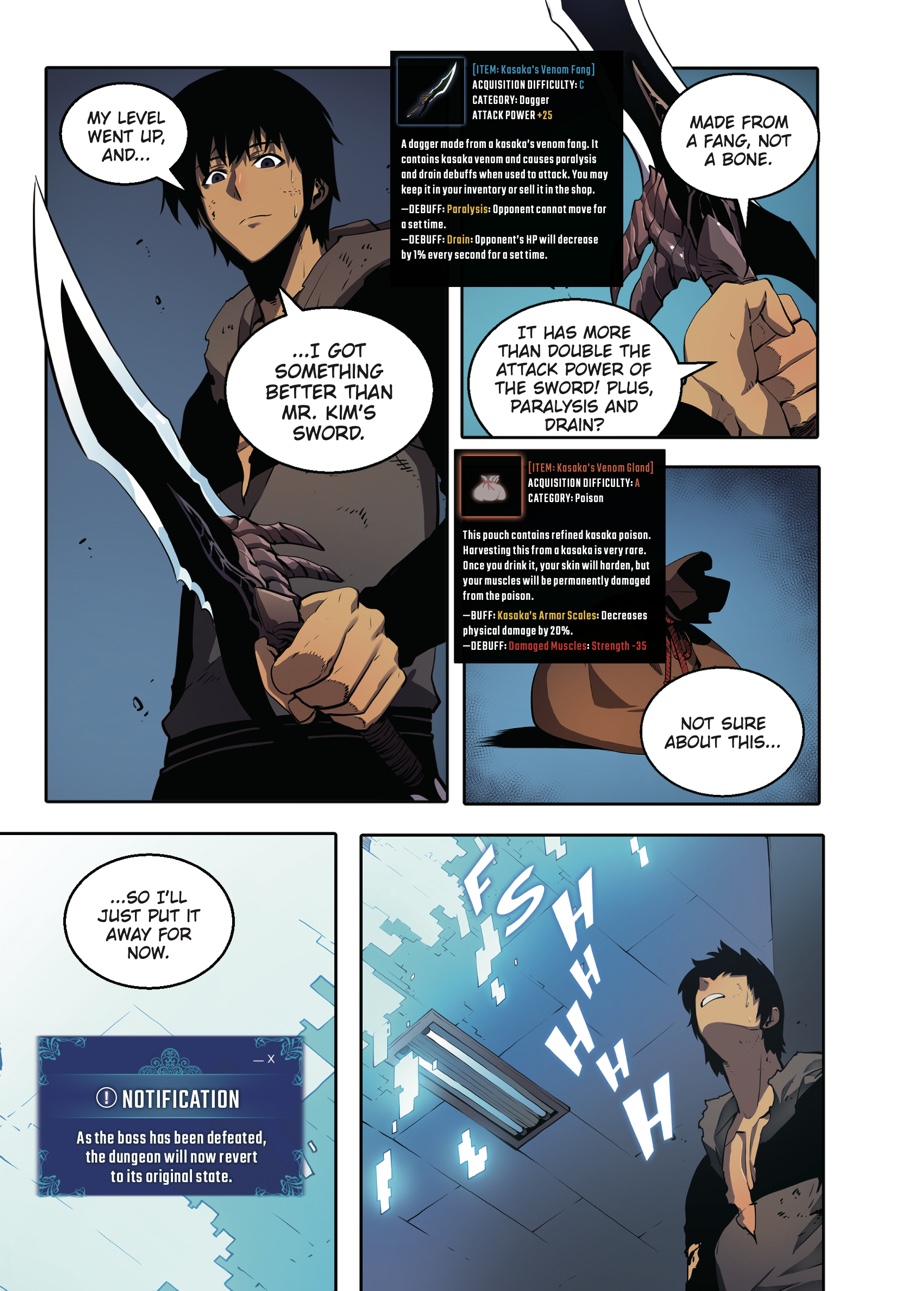 MY LEVEL
WENT UP,
AND...
[ITEM: Kasaka's Venom Fang]
ACQUISITION DIFFICULTY: C
CATEGORY: Dagger
ATTACK POWER +25
A dagger made from a kasaka's venom fang. It
contains kasaka venom and causes paralysis
and drain debuffs when used to attack. You may
keep it in your inventory or sell it in the shop.
—DEBUFF: Paralysis: Opponent cannot move for
a set time.
—DEBUFF: Drain: Opponent's HP will decrease
by 1% every second for a set time.
...I GOT
SOMETHING
BETTER THAN
MR. KIM'S
SWORD.
MADE FROM
A FANG, NOT
A BONE.
IT HAS MORE
THAN DOUBLE THE
ATTACK POWER OF
THE SWORD! PLUS,
PARALYSIS AND
DRAIN?
[ITEM: Kasaka's Venom Gland]
ACQUISITION DIFFICULTY: A
CATEGORY: Poison
This pouch contains refined kasaka poison.
Harvesting this from a kasaka is very rare.
Once you drink it, your skin will harden, but
your muscles will be permanently damaged
from the poison.
—BUFF: Kasaka's Armor Scales: Decreases
physical damage by 20%.
—DEBUFF: Damaged Muscles: Strength -35
NOT SURE
ABOUT THIS...
...SO I'LL
JUST PUT IT
AWAY FOR
NOW.
— X
! NOTIFICATION
As the boss has been defeated,
the dungeon will now revert
to its original state.
FSHHHHH